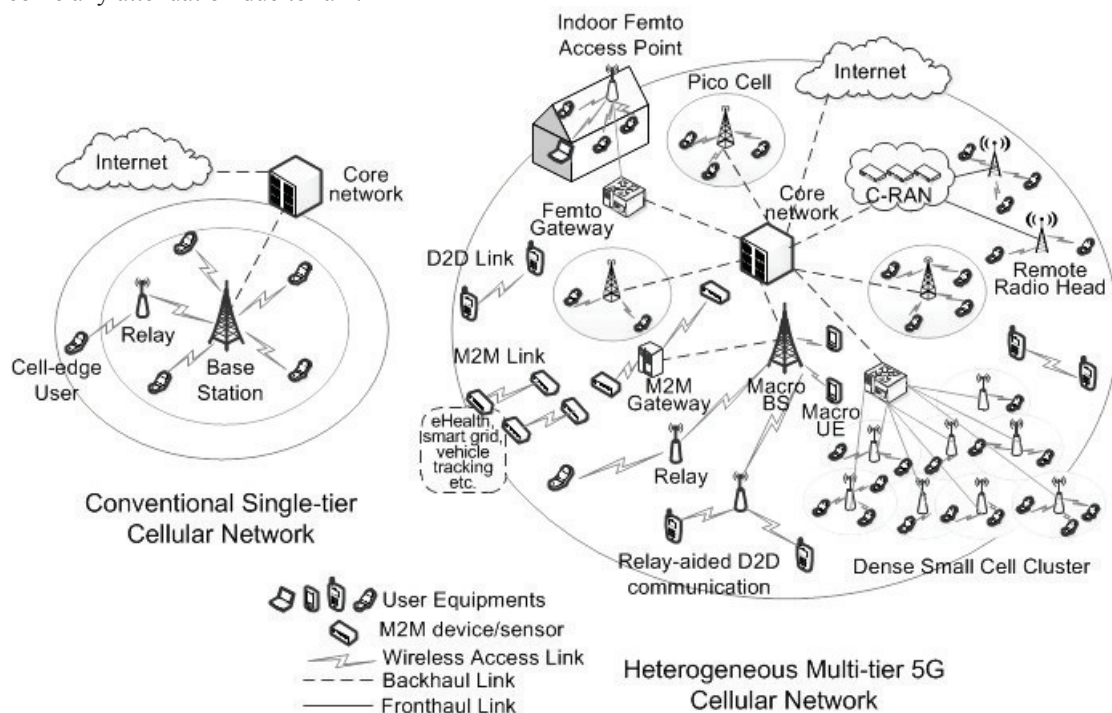 Internet
Core
network
Relay
Cell-edge
User
Base
Station
Conventional Single-tier
Cellular Network
Indoor Femto
Access Point
Pico Cell
Internet
Core
network
C-RAN
Femto
Gateway
D2D Link
Remote
Radio Head
M2M Link
M2M
Gateway
Macro
BS
Macro
UE
eHealth,
smart grid,
vehicle
tracking
etc.
Relay
Relay-aided D2D
communication
Dense Small Cell Cluster
User Equipments
M2M device/sensor
Wireless Access Link
Backhaul Link
Fronthaul Link
Heterogeneous Multi-tier 5G
Cellular Network